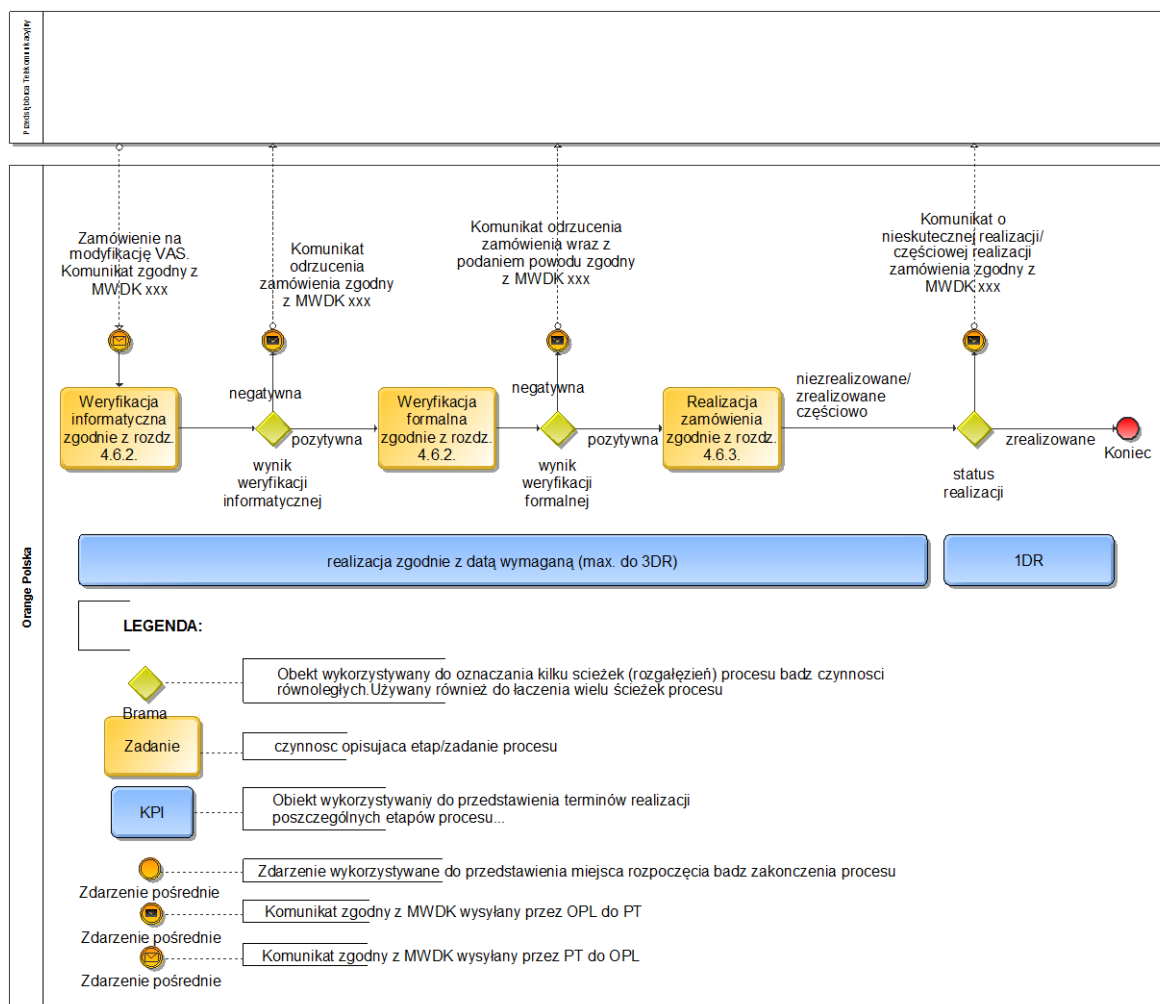 Przedsiębiorca Telekomunikacyjny
Orange Polska
Zamówienie na
modyfikację VAS.
Komunikat zgodny z
MWDK xxx
Komunikat
odrzucenia
zamówienia zgodny
z MWDK xxx
Komunikat odrzucenia
zamówienia wraz z
podaniem powodu zgodny
z MWDK xxx
Komunikat o
nieskutecznej realizacji/
częściowej realizacji
zamówienia zgodny z
MWDK xxx
Weryfikacja
informatyczna
zgodnie z rozdz.
4.6.2.
negatywna
pozytywna
wynik
weryfikacji
informatycznej
Weryfikacja
formalna
zgodnie z rozdz.
4.6.2.
negatywna
pozytywna
wynik
weryfikacji
formalnej
Realizacja
zamówienia
zgodnie z rozdz.
4.6.3.
niezrealizowane/
zrealizowane
częściowo
status
realizacji
zrealizowane
Koniec
realizacja zgodnie z datą wymaganą (max. do 3DR)
1DR
LEGENDA:
Brama
Obekt wykorzystywany do oznaczania kilku scieżek (rozgałęzień) procesu badz czynnosci
równoległych.Używany również do łaczenia wielu ścieżek procesu
Zadanie
czynnosc opisujaca etap/zadanie procesu
KPI
Obiekt wykorzystywaniy do przedstawienia terminów realizacji
poszczególnych etapów procesu...
Zdarzenie pośrednie
Zdarzenie wykorzystywane do przedstawienia miejsca rozpoczęcia badz zakonczenia procesu
Zdarzenie pośrednie
Komunikat zgodny z MWDK wysyłany przez OPL do PT
Zdarzenie pośrednie
Komunikat zgodny z MWDK wysyłany przez PT do OPL